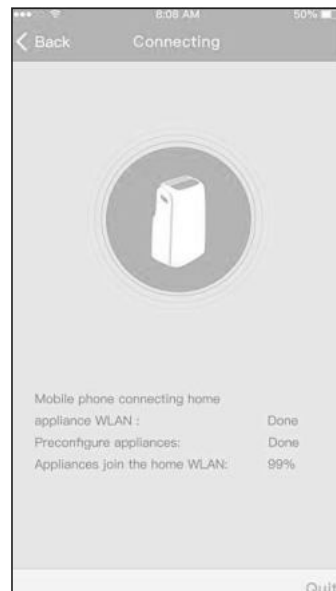 8:08 AM 50%
Back Connecting
Mobile phone connecting home
appliance WLAN : Done
Preconfigure appliances: Done
Appliances join the home WLAN: 99%
Quit